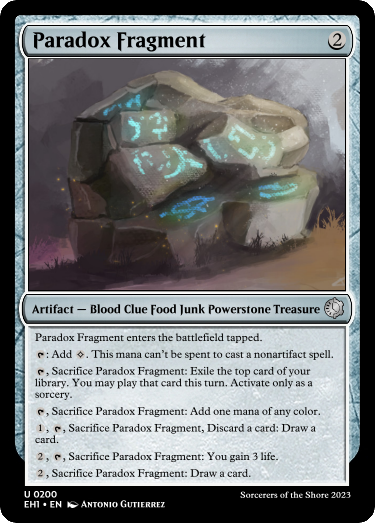 Paradox Fragment 2
Artifact — Blood Clue Food Junk Powerstone Treasure
Paradox Fragment enters the battlefield tapped.
: Add . This mana can't be spent to cast a nonartifact spell.
, Sacrifice Paradox Fragment: Exile the top card of your
library. You may play that card this turn. Activate only as a
sorcery.
, Sacrifice Paradox Fragment: Add one mana of any color.
1 , , Sacrifice Paradox Fragment, Discard a card: Draw a
card.
2 , , Sacrifice Paradox Fragment: You gain 3 life.
2 , Sacrifice Paradox Fragment: Draw a card.
U 0200
EH1 • EN Antonio Gutierrez
Sorcerers of the Shore 2023